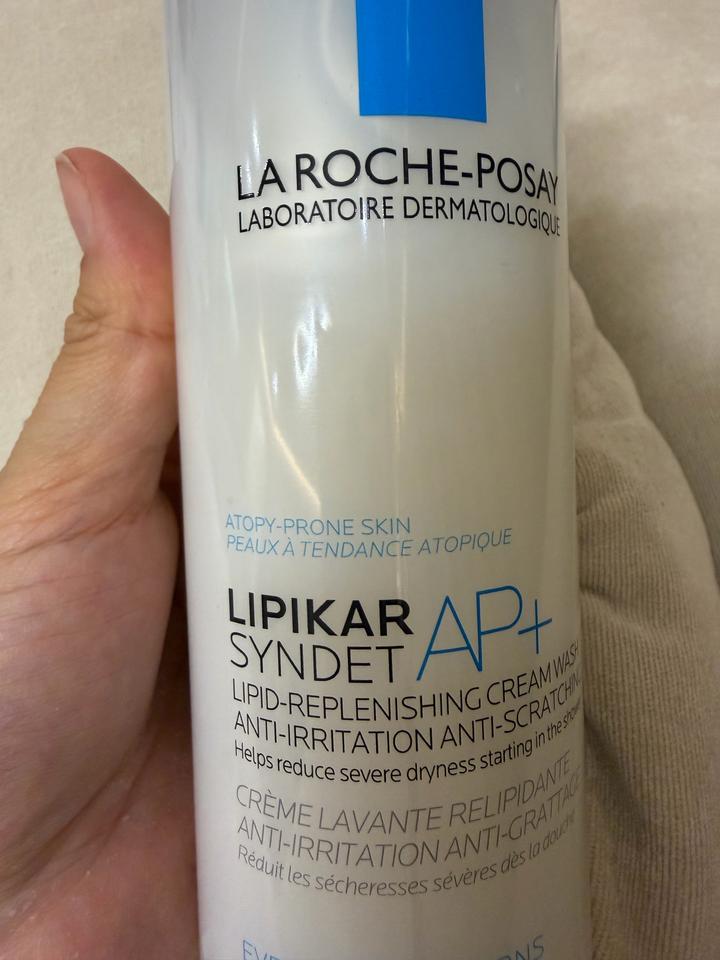 LA ROCHE-POSAY
LABORATOIRE DERMATOLOGIQUE
ATOPY-PRONE SKIN
PEAUX À TENDANCE ATOPIQUE
LIPIKAR
SYNDET AP+
LIPID-REPLENISHING CREAM WASH
ANTI-IRRITATION ANTI-SCRATCHING
Helps reduce severe dryness starting in the shower
CRÈME LAVANTE RELIPIDANTE
ANTI-IRRITATION ANTI-GRATTAGE
Réduit les sécheresses sévères dès la douche